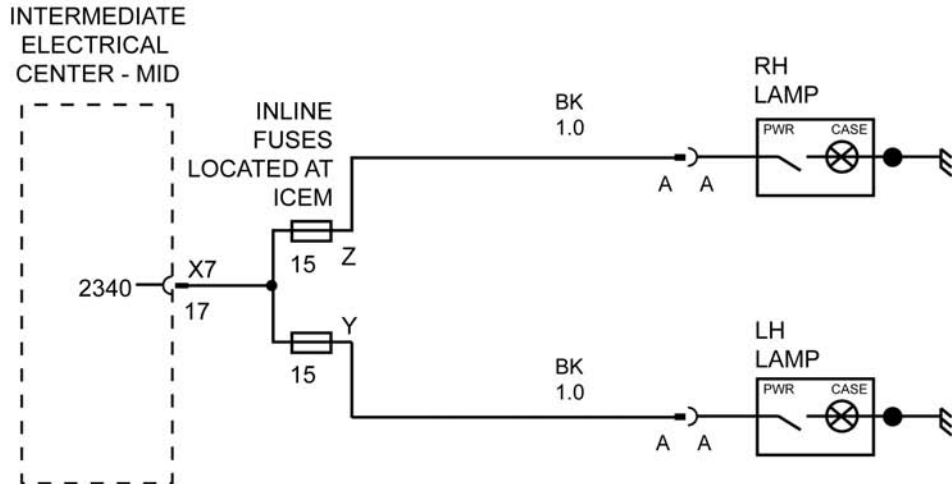 INTERMEDIATE
ELECTRICAL
CENTER - MID
INLINE
FUSES
LOCATED AT
ICEM
2340
X7
17
15
Z
15
Y
BK
1.0
A A
RH
LAMP
PWR CASE
BK
1.0
A A
LH
LAMP
PWR CASE